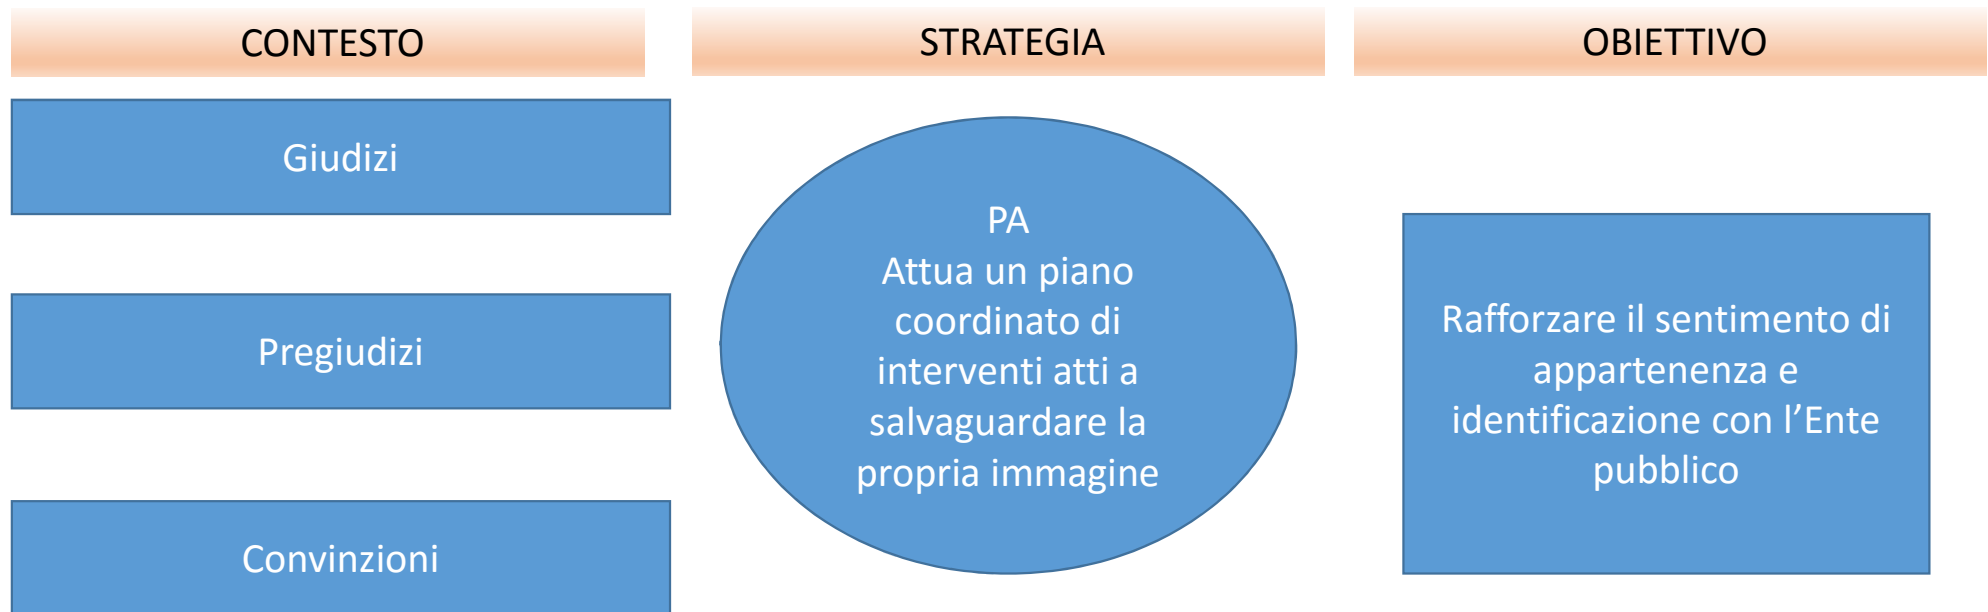 CONTESTO
Giudizi
Pregiudizi
Convinzioni
STRATEGIA
PA
Attua un piano
coordinato di
interventi atti a
salvaguardare la
propria immagine
OBIETTIVO
Rafforzare il sentimento di
appartenenza e
identificazione con l’Ente
pubblico